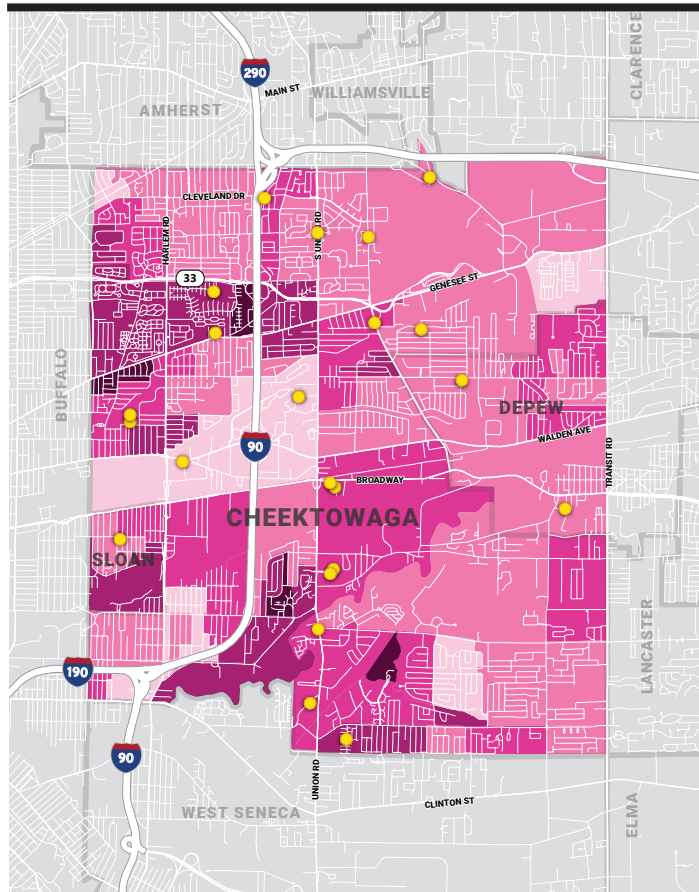 CLARENCE
290
MAIN ST
WILLIAMSVILLE
AMHERST
CLEVELAND DR
HARLEM RD
S UNION RD
33
GENESEE ST
BUFFALO
DEPEW
WALDEN AVE
90
TRANSIT RD
BROADWAY
CHEEKTOWAGA
SLOAN
LANCASTER
190
90
UNION RD
CLINTON ST
WEST SENECA
ELMA